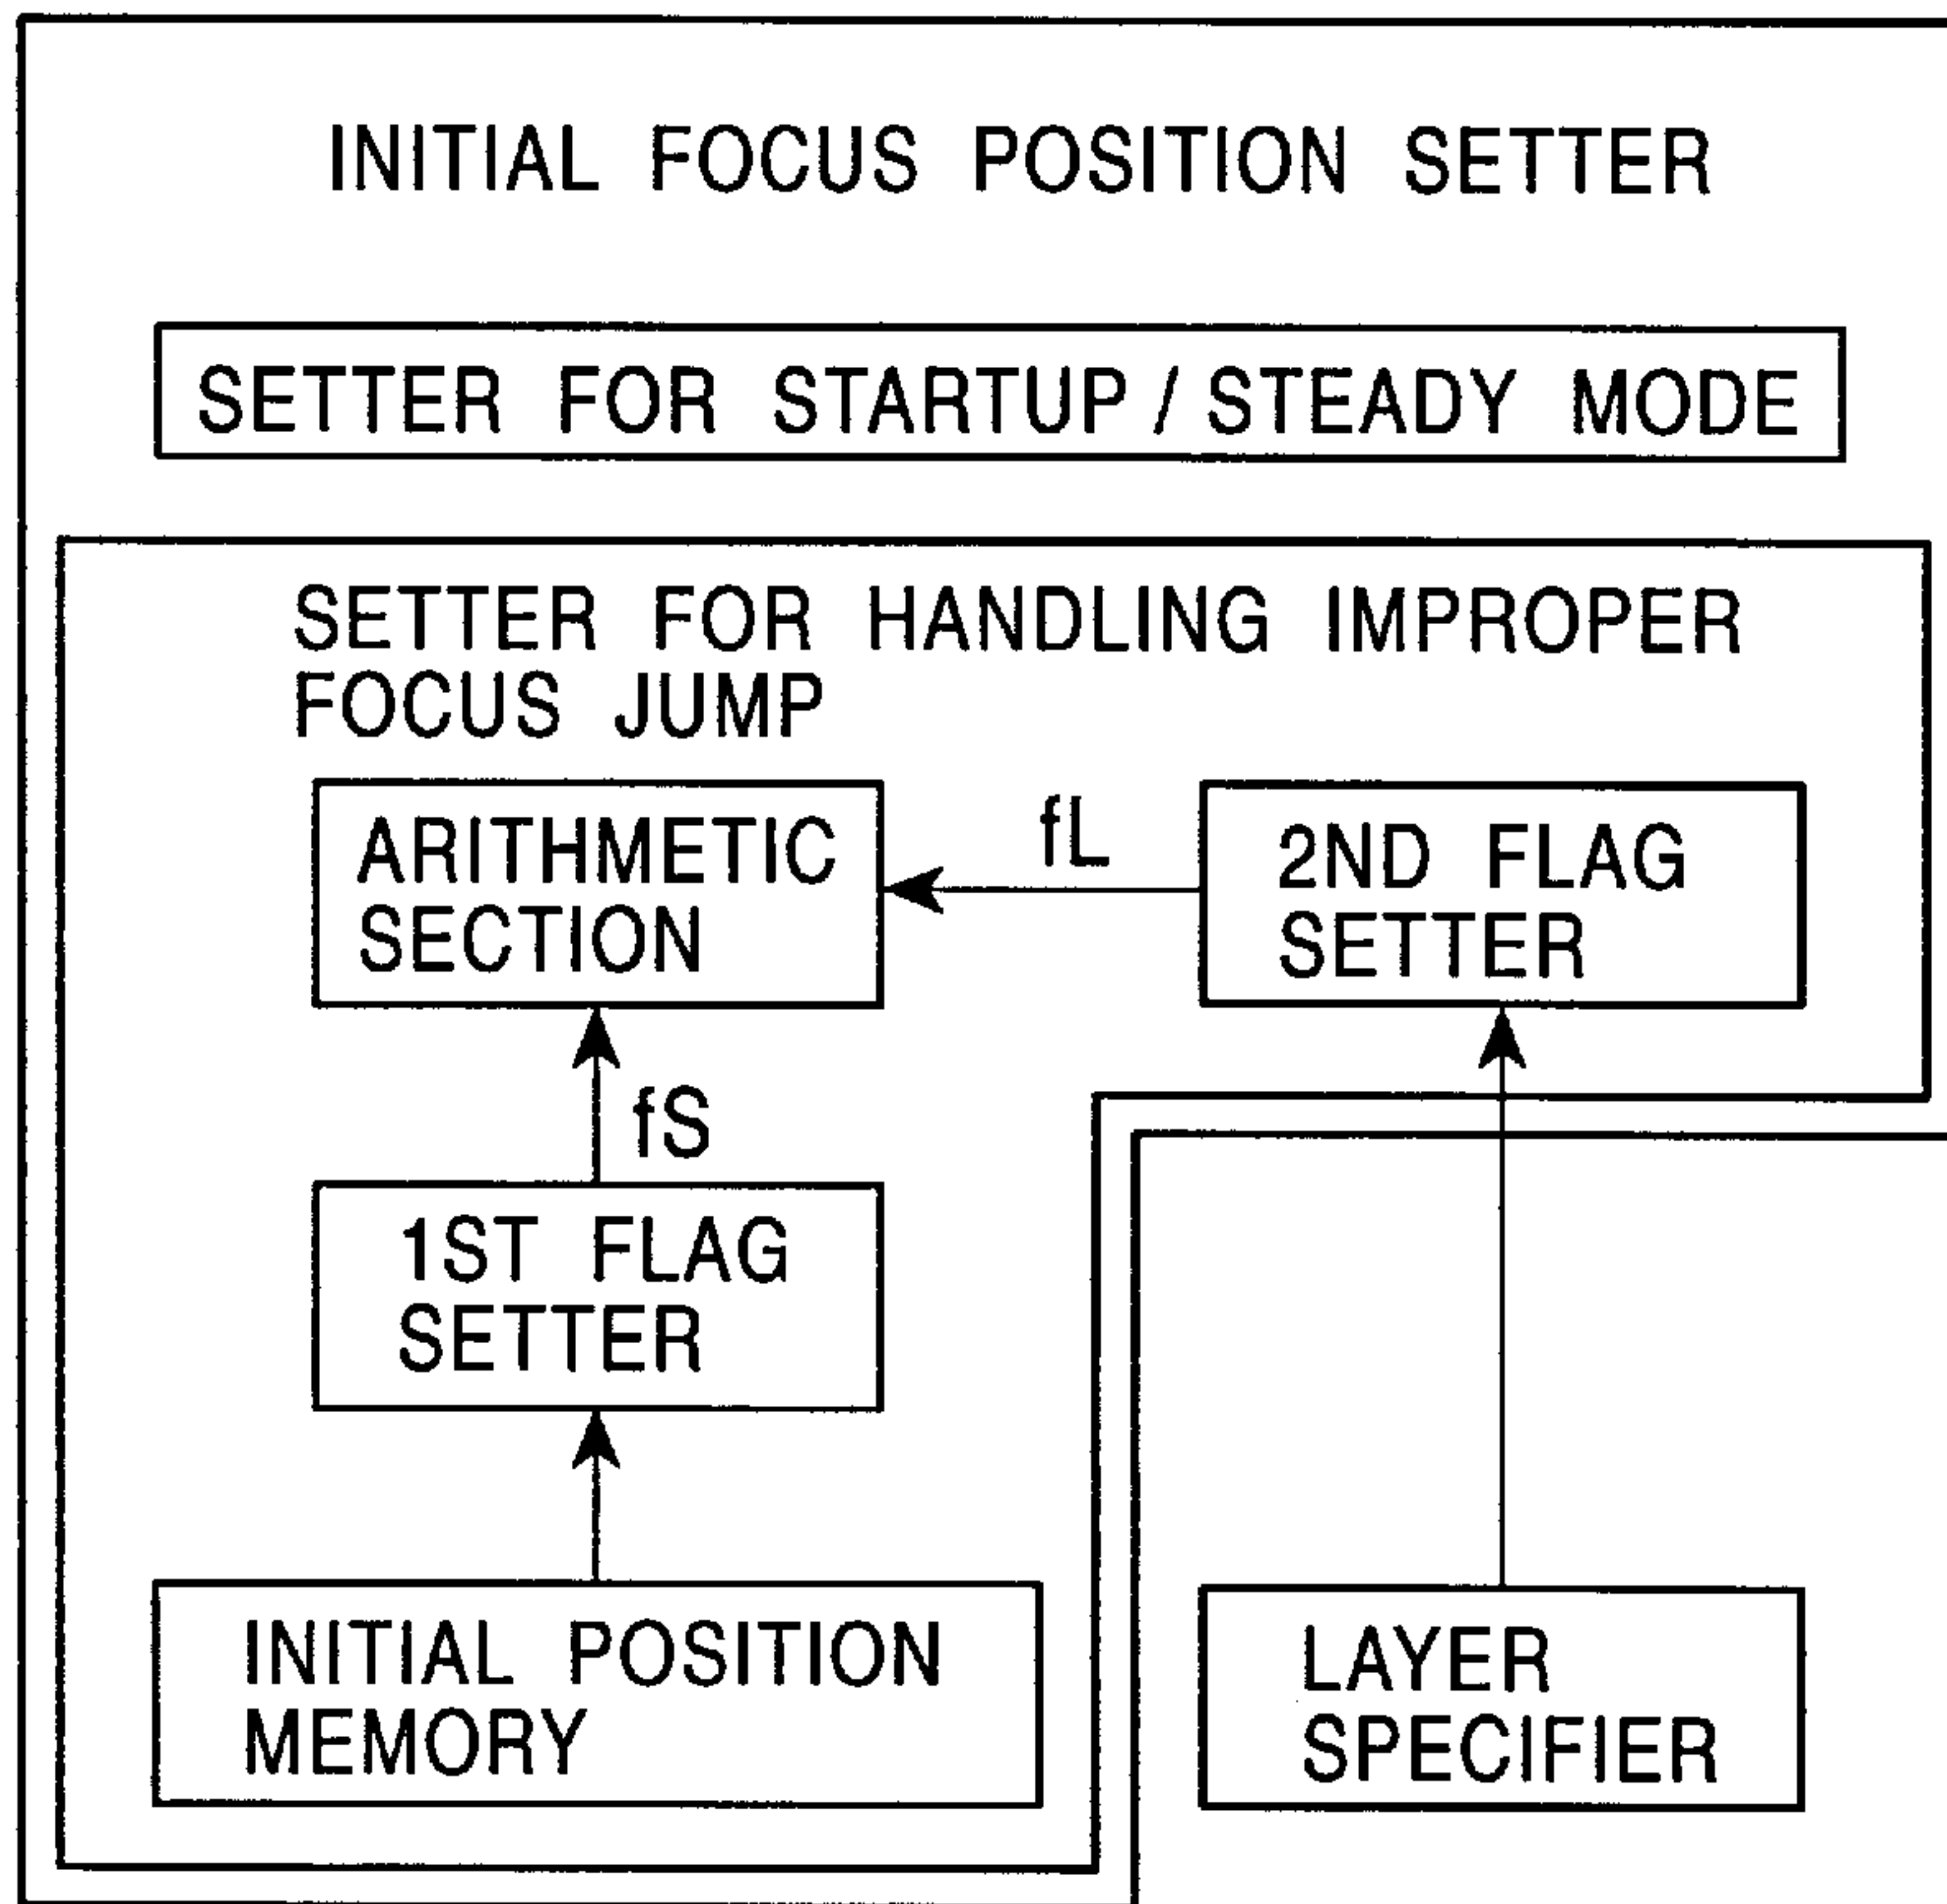 INITIAL FOCUS POSITION SETTER
SETTER FOR STARTUP/STEADY MODE
SETTER FOR HANDLING IMPROPER
FOCUS JUMP
ARITHMETIC
SECTION
fL
2ND FLAG
SETTER
fS
1ST FLAG
SETTER
INITIAL POSITION
MEMORY
LAYER
SPECIFIER